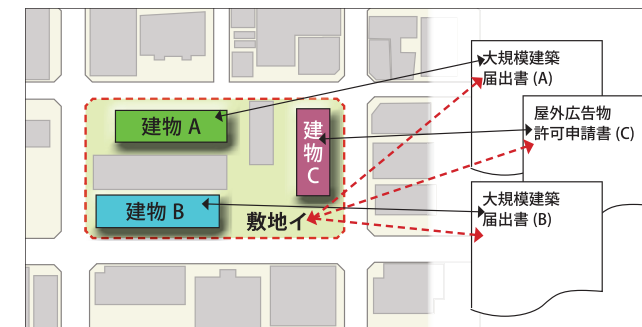 建物 A
建物 B
建物C
敷地イ
大規模建築
届出書 (A)
屋外広告物
許可申請書 (C)
大規模建築
届出書 (B)